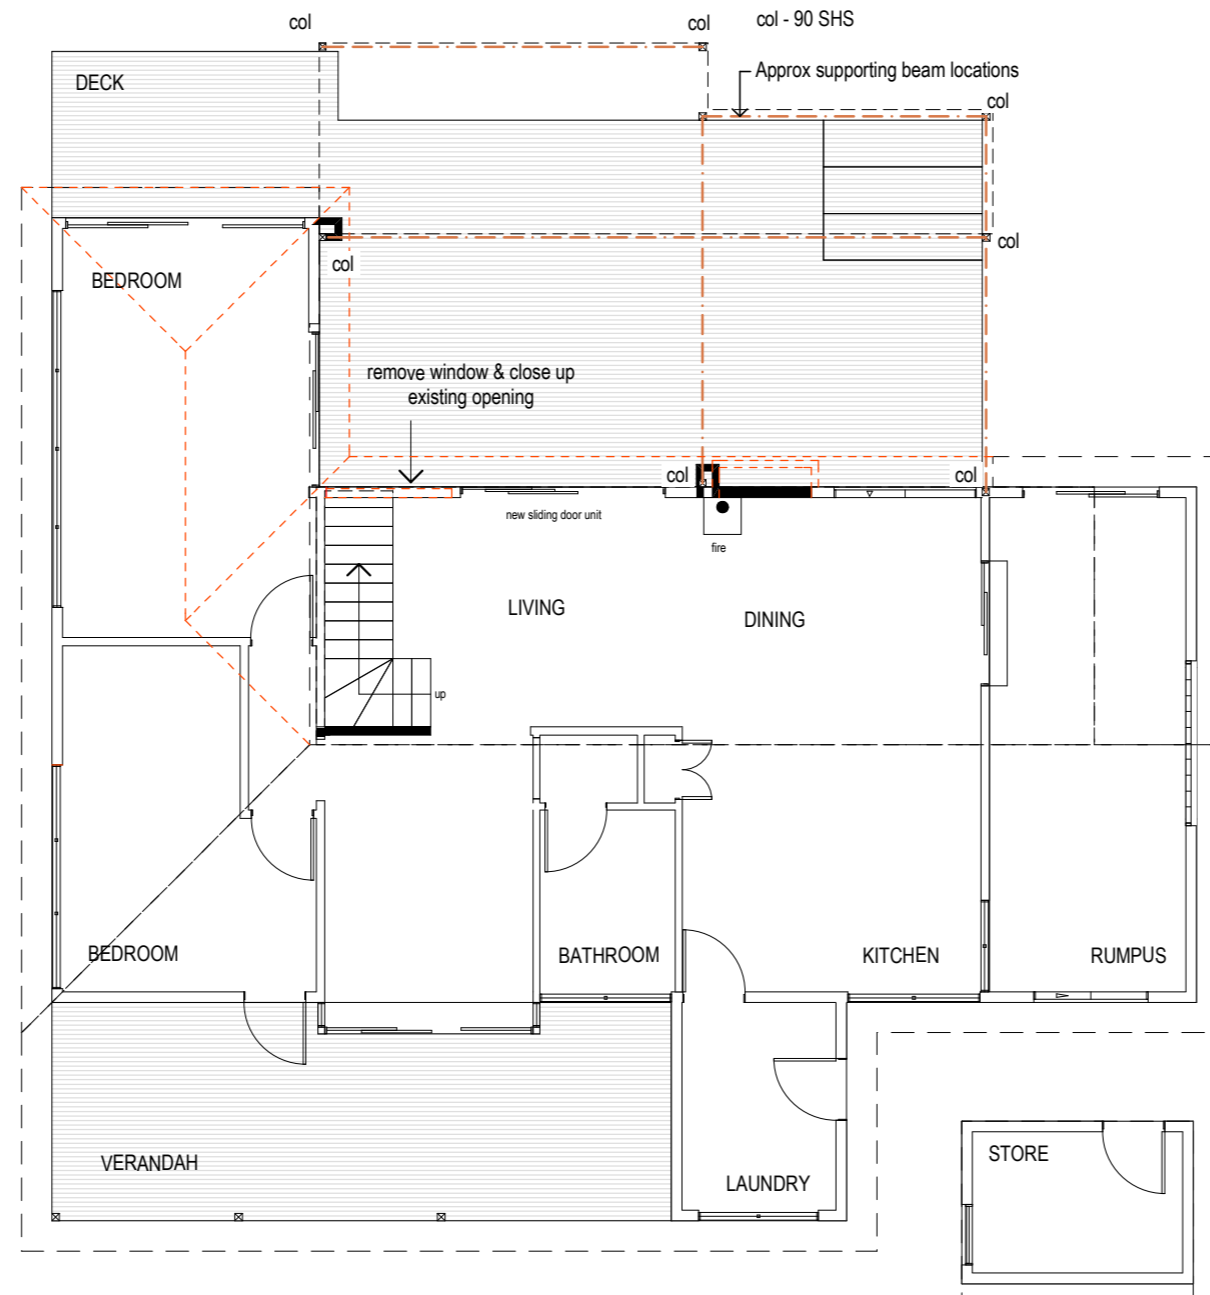 col
col
col - 90 SHS
Approx supporting beam locations
DECK
col
col
col
BEDROOM
remove window & close up
existing opening
col
col
new sliding door unit
fire
LIVING
DINING
up
BEDROOM
BATHROOM
KITCHEN
RUMPUS
VERANDAH
STORE
LAUNDRY